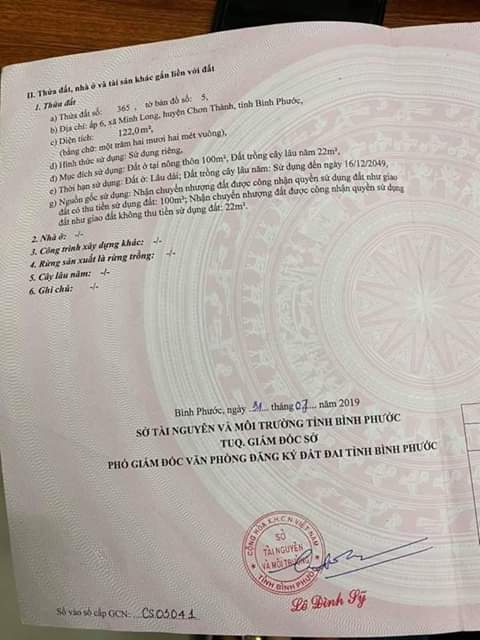 II. Thửa đất, nhà ở và tài sản khác gắn liền với đất
1. Thửa đất
a) Thửa đất số: 365 , tờ bản đồ số: 5,
b) Địa chỉ: ấp 6, xã Minh Long, huyện Chơn Thành, tỉnh Bình Phước,
c) Diện tích: 122,0m²,
(bằng chữ: một trăm hai mươi hai mét vuông),
d) Hình thức sử dụng: Sử dụng riêng,
đ) Mục đích sử dụng: Đất ở tại nông thôn 100m²; Đất trồng cây lâu năm 22m²,
e) Thời hạn sử dụng: Đất ở: Lâu dài; Đất trồng cây lâu năm: Sử dụng đến ngày 16/12/2049,
g) Nguồn gốc sử dụng: Nhận chuyển nhượng đất được công nhận quyền sử dụng đất như giao
đất có thu tiền sử dụng đất: 100m²; Nhận chuyển nhượng đất được công nhận quyền sử dụng
đất như giao đất không thu tiền sử dụng đất: 22m².
2. Nhà ở: -/-
3. Công trình xây dựng khác: -/-
4. Rừng sản xuất là rừng trồng: -/-
5. Cây lâu năm: -/-
6. Ghi chú: -/-
Bình Phước, ngày 31 tháng 07 năm 2019
SỞ TÀI NGUYÊN VÀ MÔI TRƯỜNG TỈNH BÌNH PHƯỚC
TUQ. GIÁM ĐỐC SỞ
PHÓ GIÁM ĐỐC VĂN PHÒNG ĐĂNG KÝ ĐẤT ĐAI TỈNH BÌNH PHƯỚC
CỘNG HÒA X.H.C.N VIỆT NAM
SỞ
TÀI NGUYÊN
VÀ MÔI TRƯỜNG
TỈNH BÌNH PHƯỚC
Lê Đình Sỹ
Số vào sổ cấp GCN: CS05041